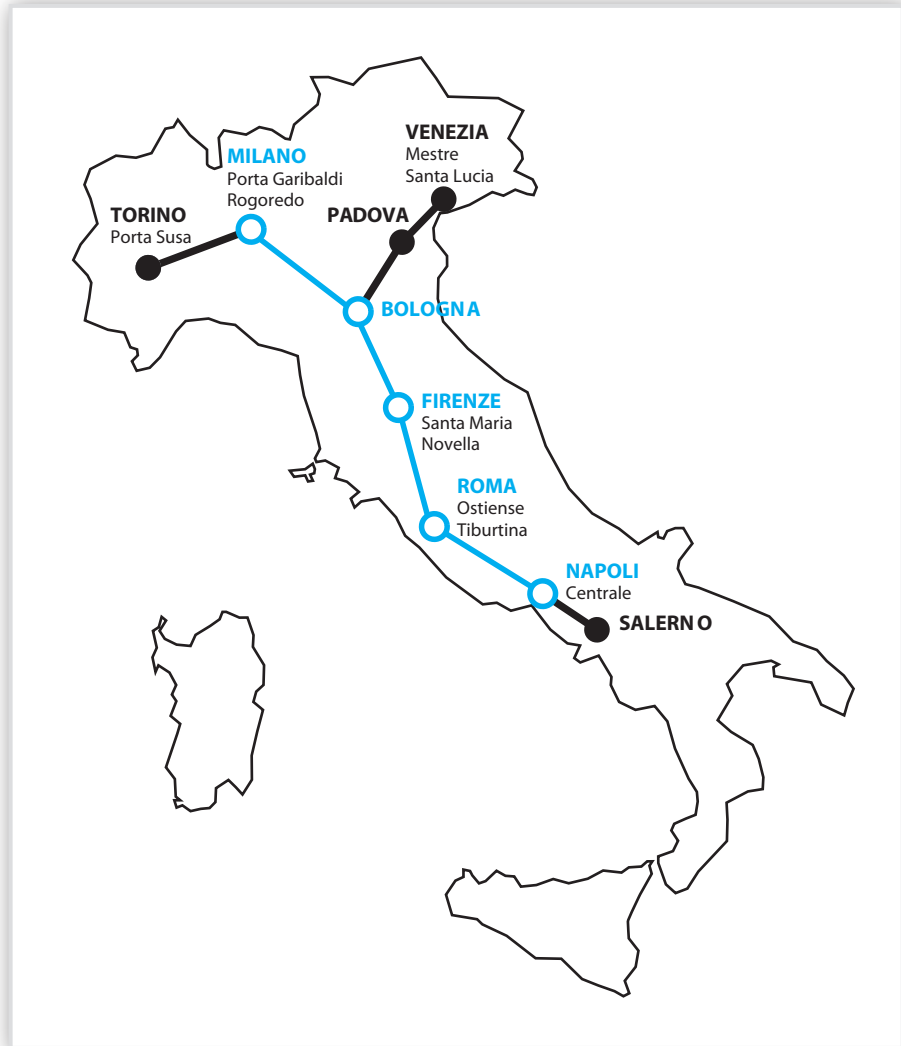 VENEZIA
Mestre
Santa Lucia
MILANO
Porta Garibaldi
Rogoredo
TORINO
Porta Susa
PADOVA
BOLOGNA
FIRENZE
Santa Maria
Novella
ROMA
Ostiense
Tiburtina
NAPOLI
Centrale
SALERNO